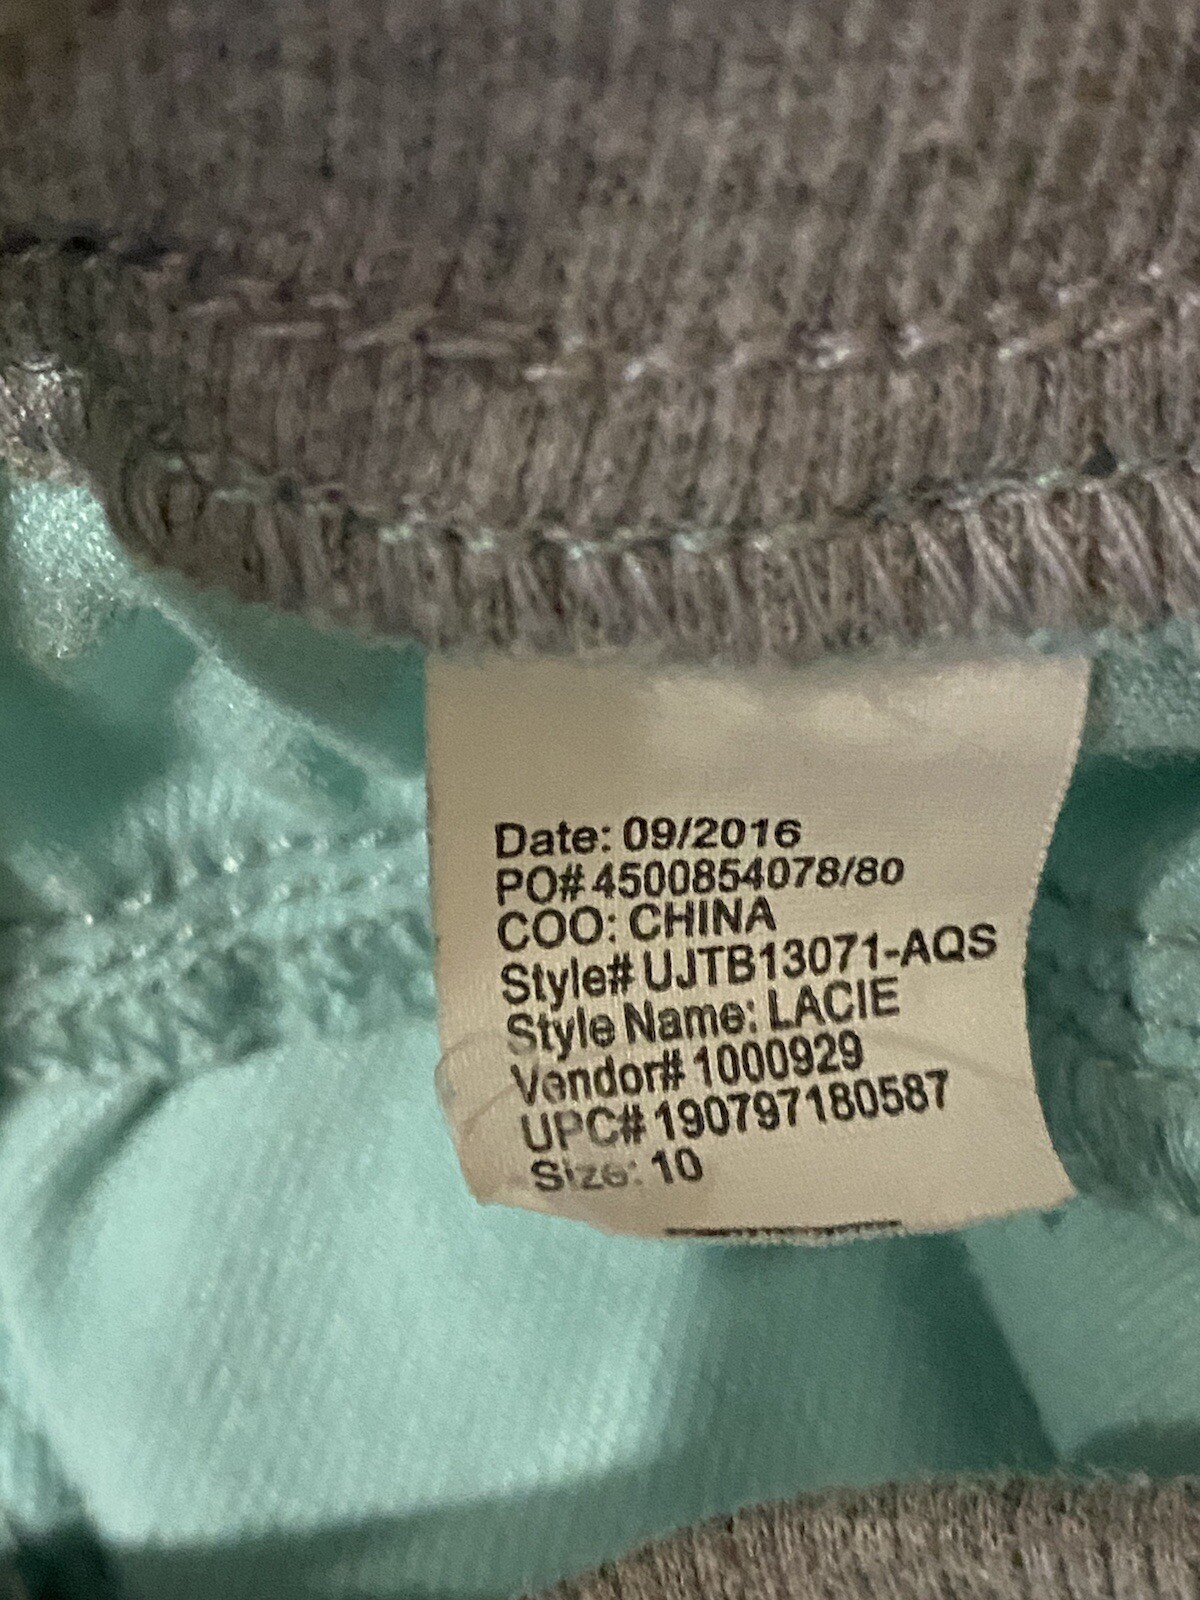 Date: 09/2016
PO# 4500854078/80
COO: CHINA
Style# UJTB13071-AQS
Style Name: LACIE
Vendor# 1000929
UPC# 190797180587
Size: 10